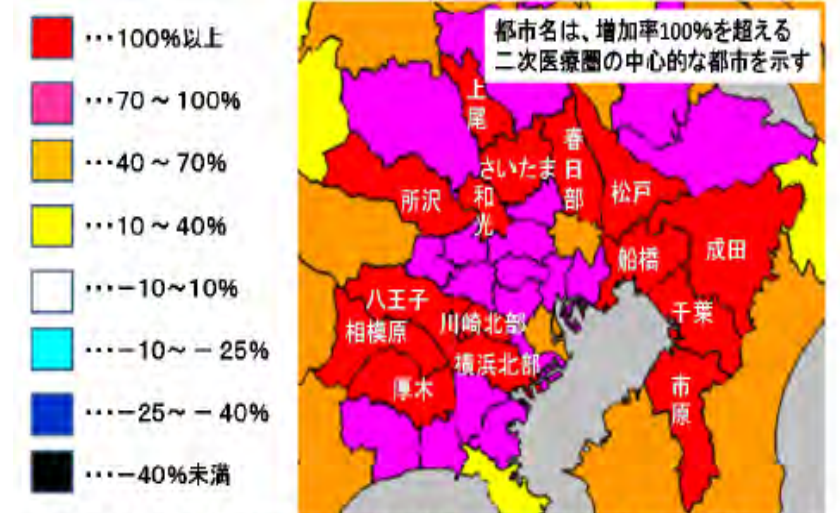 …100%以上
…70～100%
…40～70%
…10～40%
…−10~10%
…−10～−25%
…−25～−40%
…−40%未満
都市名は、増加率100%を超える
二次医療圏の中心的な都市を示す
上尾
春日部
さいたま
和光
所沢
松戸
船橋
成田
八王子
相模原
川崎北部
千葉
横浜北部
厚木
市原